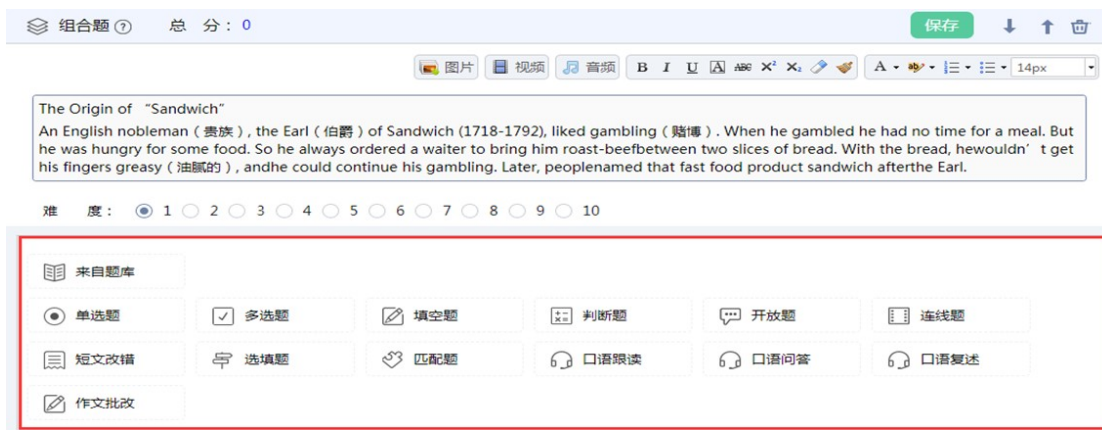 组合题 ? 总 分: 0 保存
图片 视频 音频 B I U A ABC X² X₂ A ab 14px
The Origin of “Sandwich”
An English nobleman（贵族）, the Earl（伯爵）of Sandwich (1718-1792), liked gambling（赌博）. When he gambled he had no time for a meal. But
he was hungry for some food. So he always ordered a waiter to bring him roast-beefbetween two slices of bread. With the bread, hewouldn’t get
his fingers greasy（油腻的）, andhe could continue his gambling. Later, peoplenamed that fast food product sandwich afterthe Earl.
难 度: 1 2 3 4 5 6 7 8 9 10
来自题库
单选题 多选题 填空题 判断题 开放题 连线题
短文改错 选填题 匹配题 口语跟读 口语问答 口语复述
作文批改